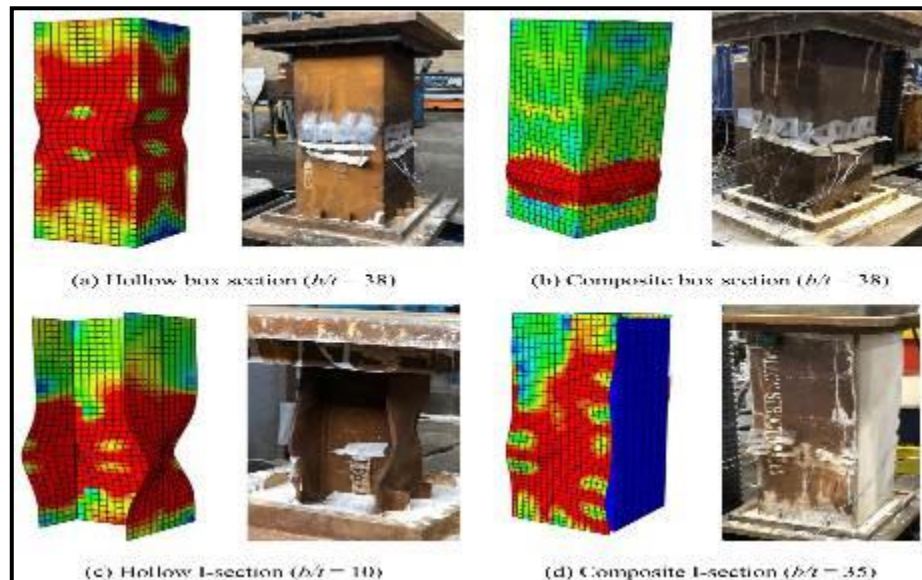 (a) Hollow box section (b/t = 38)
(b) Composite box section (b/t = 38)
(c) Hollow I-section (b/t = 10)
(d) Composite I-section (b/t = 35)